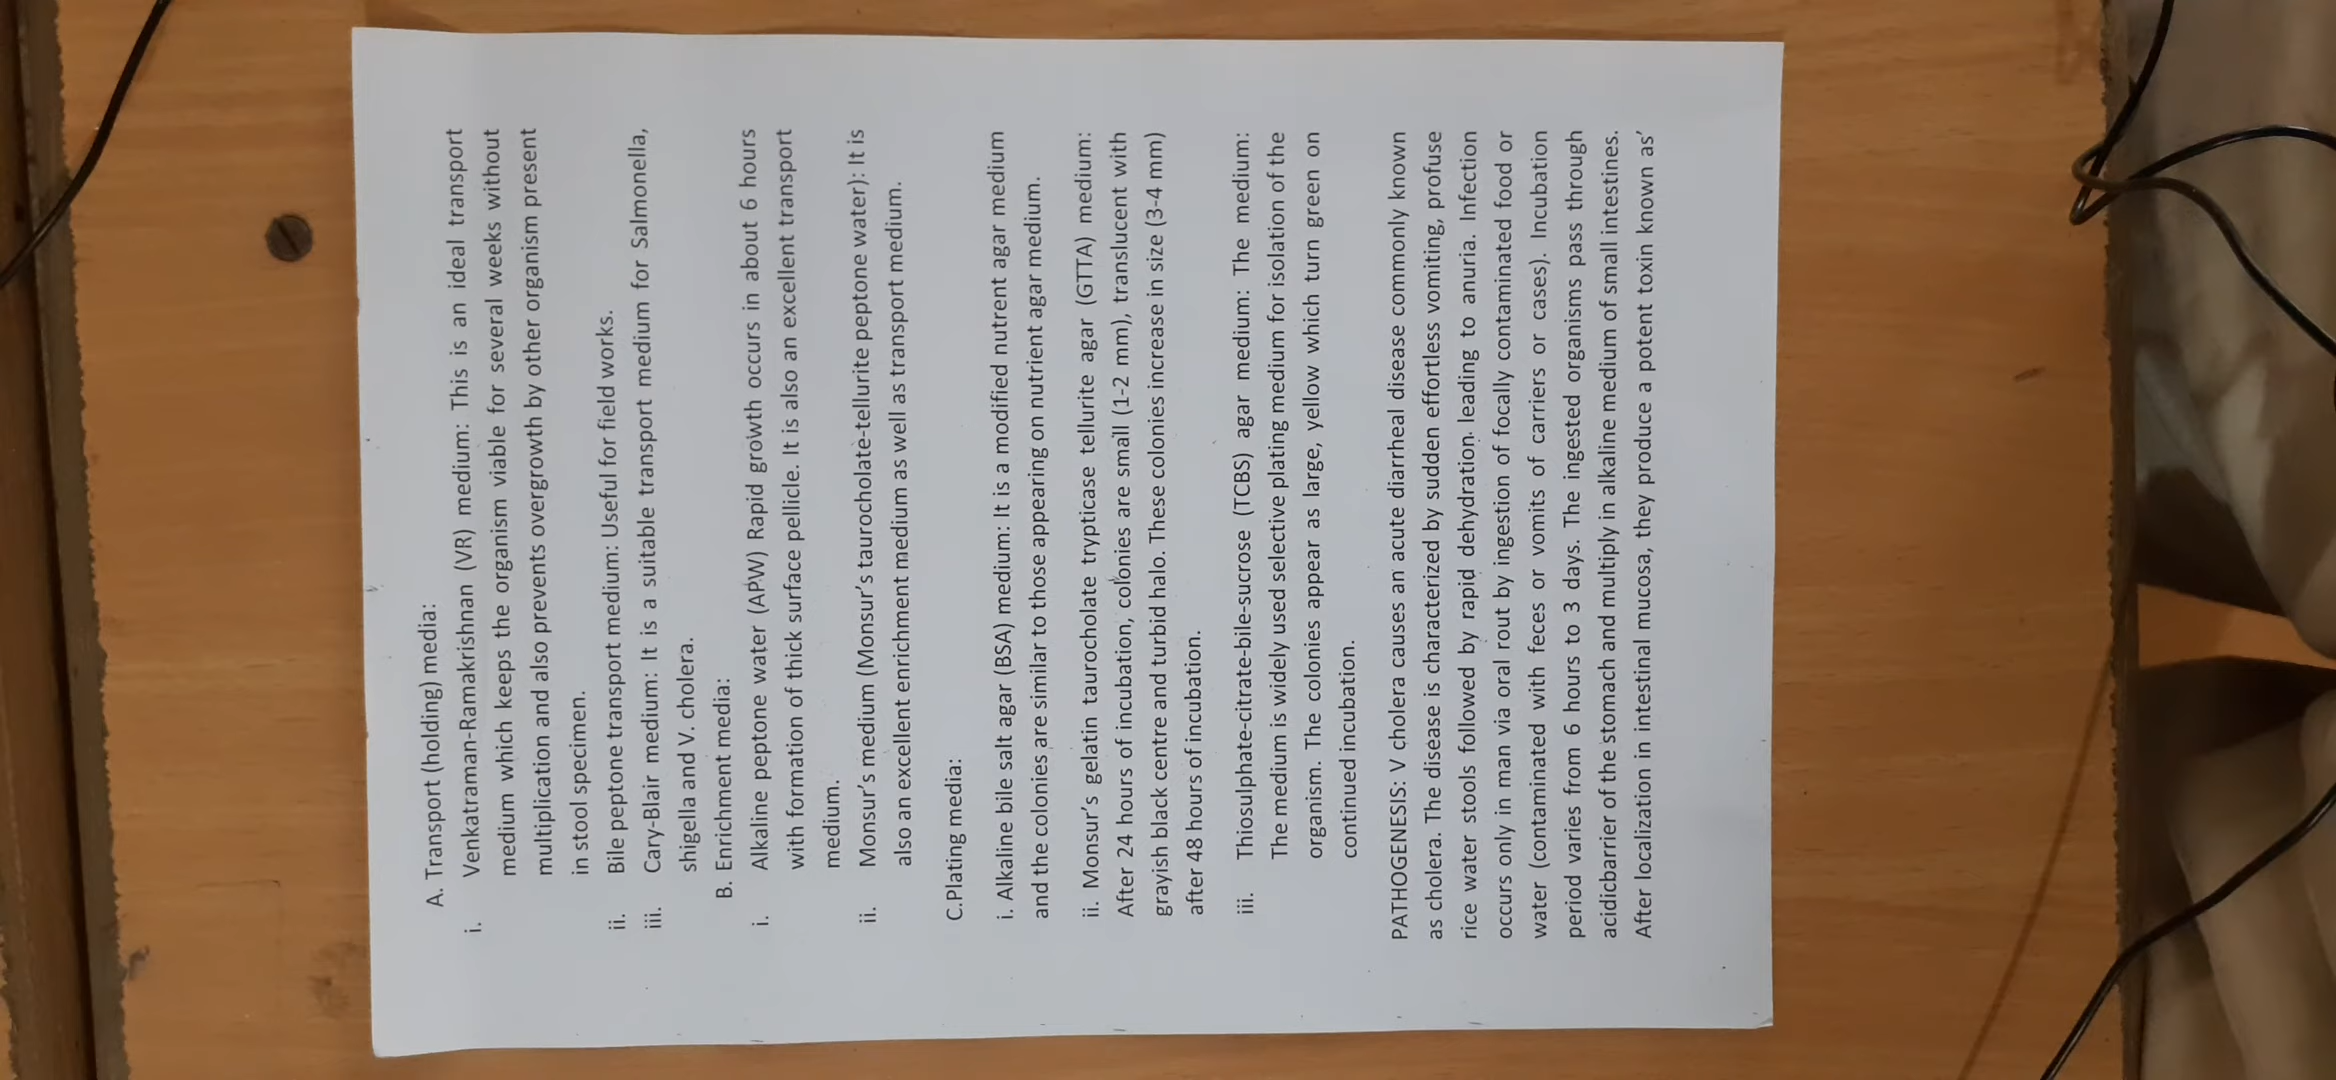 A. Transport (holding) media:
i. Venkatraman-Ramakrishnan (VR) medium: This is an ideal transport
medium which keeps the organism viable for several weeks without
multiplication and also prevents overgrowth by other organism present
in stool specimen.
ii. Bile peptone transport medium: Useful for field works.
iii. Cary-Blair medium: It is a suitable transport medium for Salmonella,
shigella and V. cholera.
B. Enrichment media:
i. Alkaline peptone water (APW) Rapid growth occurs in about 6 hours
with formation of thick surface pellicle. It is also an excellent transport
medium.
ii. Monsur's medium (Monsur's taurocholate-tellurite peptone water): It is
also an excellent enrichment medium as well as transport medium.
C.Plating media:
i. Alkaline bile salt agar (BSA) medium: It is a modified nutrent agar medium
and the colonies are similar to those appearing on nutrient agar medium.
ii. Monsur's gelatin taurocholate trypticase tellurite agar (GTTA) medium:
After 24 hours of incubation, colonies are small (1-2 mm), translucent with
grayish black centre and turbid halo. These colonies increase in size (3-4 mm)
after 48 hours of incubation.
iii. Thiosulphate-citrate-bile-sucrose (TCBS) agar medium: The medium:
The medium is widely used selective plating medium for isolation of the
organism. The colonies appear as large, yellow which turn green on
continued incubation.
PATHOGENESIS: V cholera causes an acute diarrheal disease commonly known
as cholera. The disease is characterized by sudden effortless vomiting, profuse
rice water stools followed by rapid dehydration leading to anuria. Infection
occurs only in man via oral rout by ingestion of focally contaminated food or
water (contaminated with feces or vomits of carriers or cases). Incubation
period varies from 6 hours to 3 days. The ingested organisms pass through
acidicbarrier of the stomach and multiply in alkaline medium of small intestines.
After localization in intestinal mucosa, they produce a potent toxin known as'